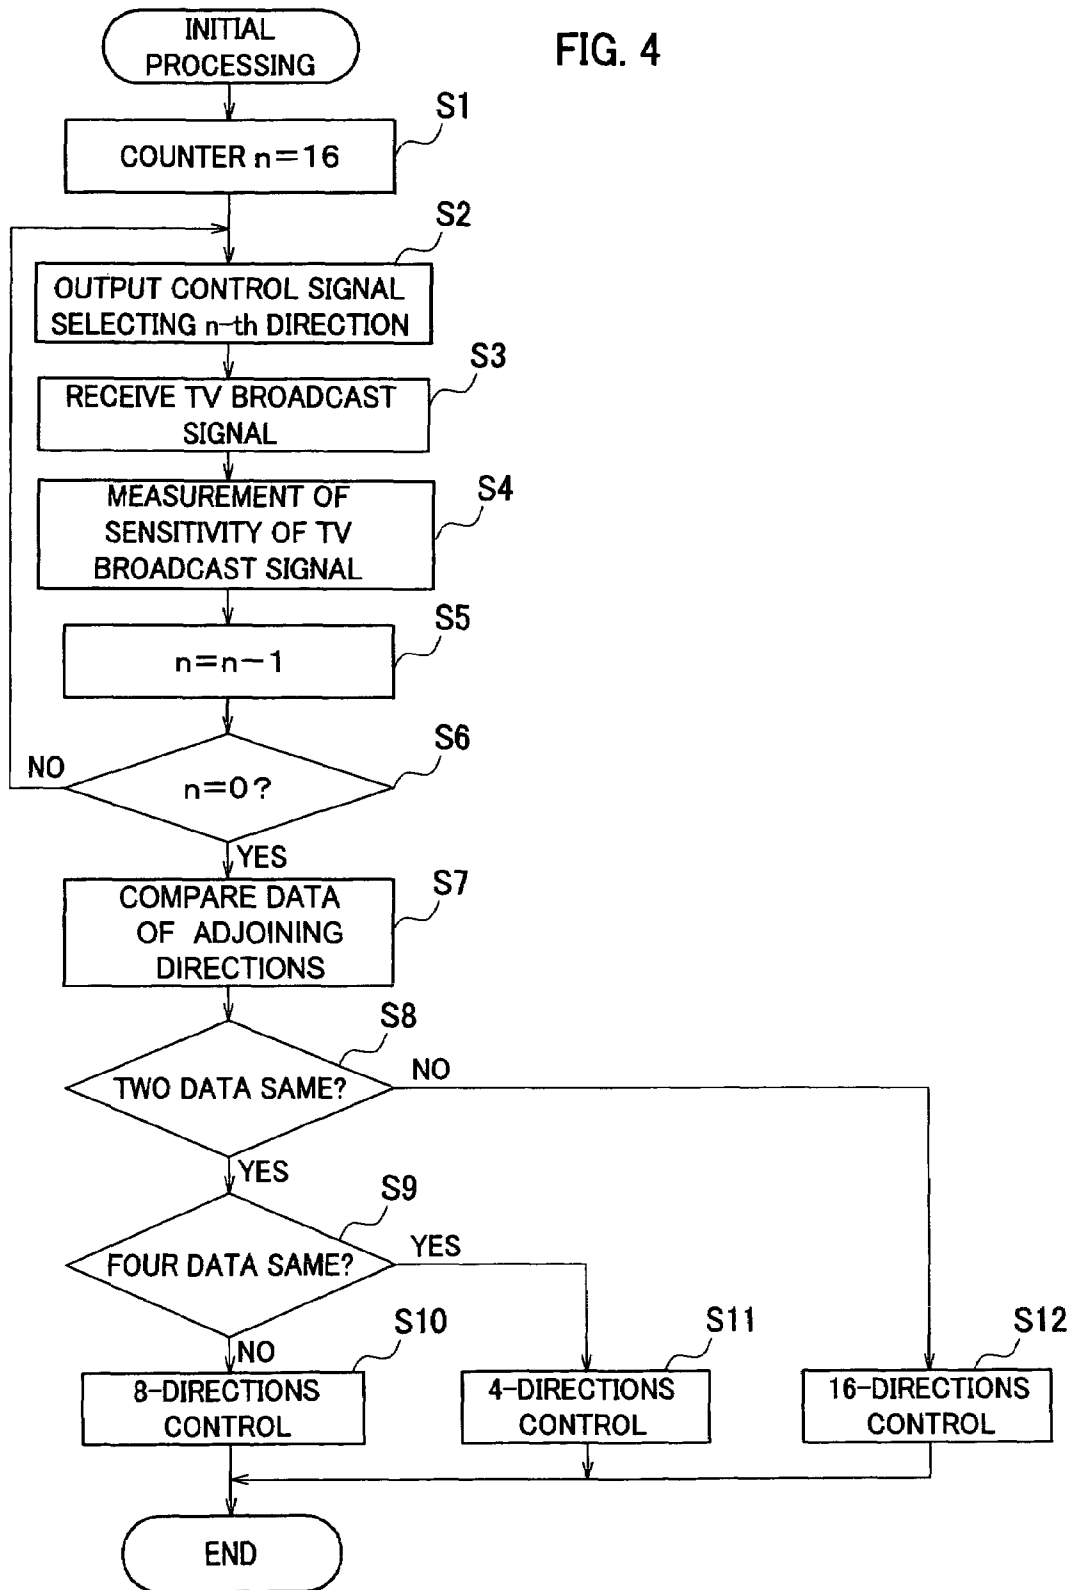 FIG. 4
INITIAL
PROCESSING
S1
COUNTER n=16
S2
OUTPUT CONTROL SIGNAL
SELECTING n-th DIRECTION
S3
RECEIVE TV BROADCAST
SIGNAL
S4
MEASUREMENT OF
SENSITIVITY OF TV
BROADCAST SIGNAL
S5
n=n-1
S6
NO
n=0?
YES
S7
COMPARE DATA
OF ADJOINING
DIRECTIONS
S8
TWO DATA SAME?
NO
YES
S9
FOUR DATA SAME?
YES
NO
S10
8-DIRECTIONS
CONTROL
S11
4-DIRECTIONS
CONTROL
S12
16-DIRECTIONS
CONTROL
END